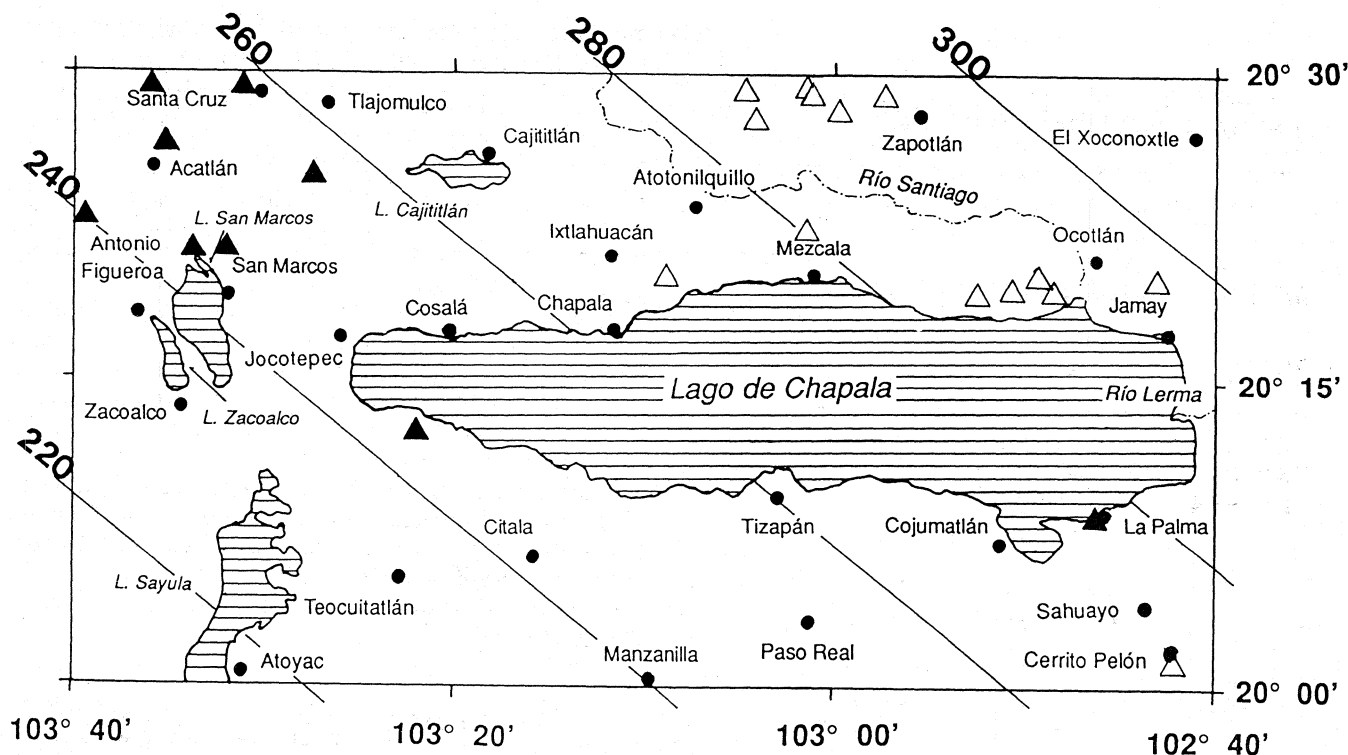 260
280
300
20° 30'
Santa Cruz
Tlajomulco
Cajititlán
Zapotlán
El Xoconoxtle
Acatlán
Atotonilquillo
Río Santiago
240
L. San Marcos
L. Cajititlán
Antonio
Figueroa
San Marcos
Ixtlahuacán
Mezcala
Ocotlán
Cosalá
Chapala
Jamay
Jocotepec
Lago de Chapala
Río Lerma
20° 15'
Zacoalco
L. Zacoalco
220
Citala
Tizapán
Cojumatlán
La Palma
L. Sayula
Teocuitatlán
Sahuayo
Atoyac
Manzanilla
Paso Real
Cerrito Pelón
20° 00'
103° 40'
103° 20'
103° 00'
102° 40'